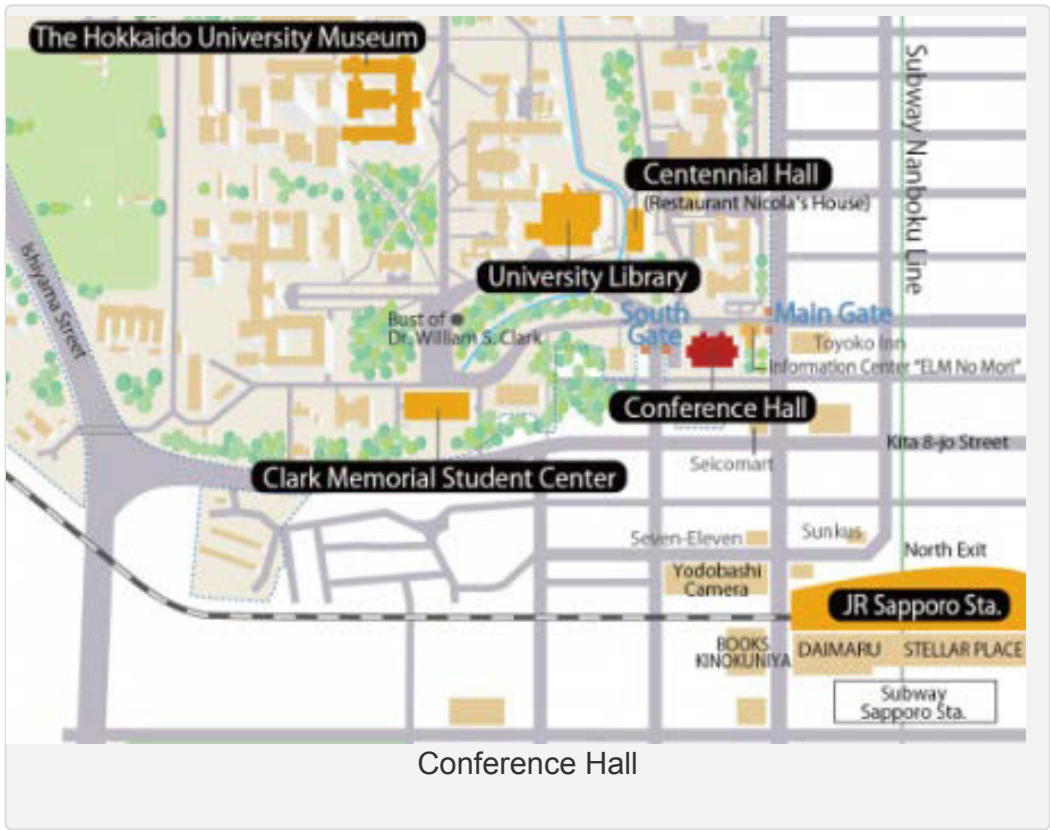 The Hokkaido University Museum
Subway Nanboku Line
Centennial Hall
(Restaurant Nicola's House)
University Library
Ishiyama Street
Bust of
Dr. William S. Clark
South
Gate
Main Gate
Toyoko Inn
Information Center "ELM No Mori"
Conference Hall
Kita 8-jo Street
Seicomart
Clark Memorial Student Center
Seven-Eleven
Sunkus
North Exit
Yodobashi
Camera
JR Sapporo Sta.
BOOKS
KINOKUNIYA
DAIMARU
STELLAR PLACE
Subway
Sapporo Sta.
Conference Hall